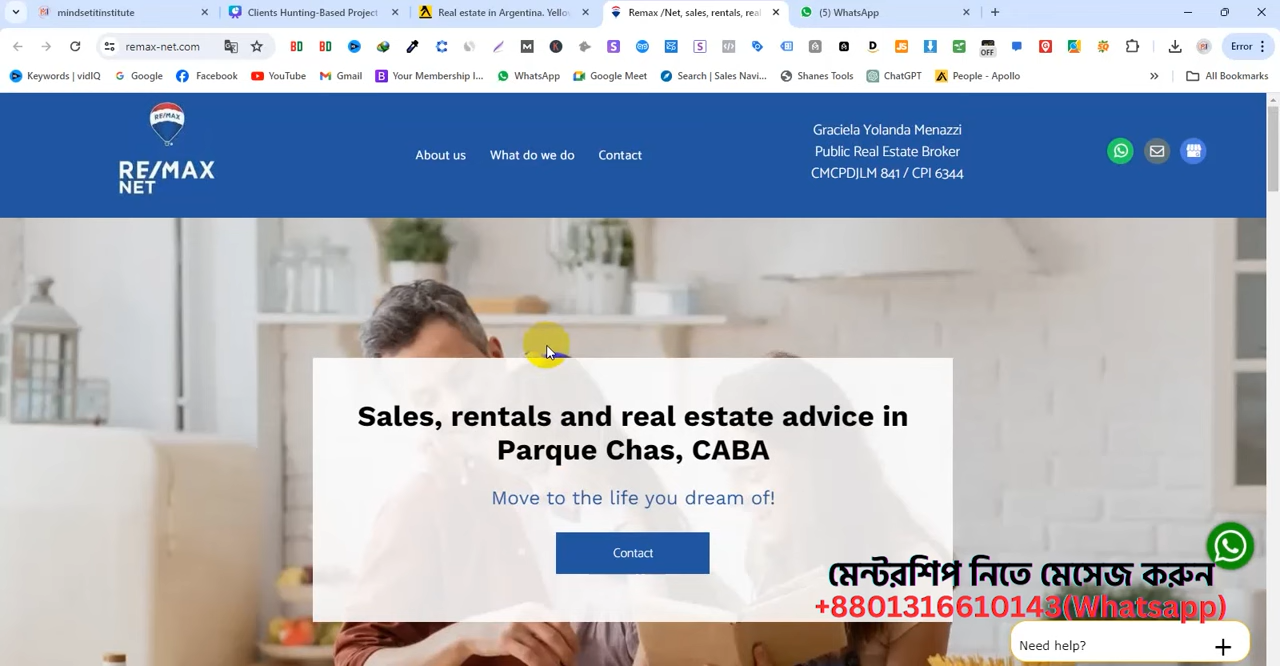 mindsetitinstitute
Clients Hunting-Based Project
Real estate in Argentina. Yellov
Remax /Net, sales, rentals, real
(5) WhatsApp
remax-net.com
Error
Keywords | vidIQ
Google
Facebook
YouTube
Gmail
Your Membership I...
WhatsApp
Google Meet
Search | Sales Navi...
Shanes Tools
ChatGPT
People - Apollo
All Bookmarks
RE/MAX
RE/MAX
NET
About us
What do we do
Contact
Graciela Yolanda Menazzi
Public Real Estate Broker
CMCPDJLM 841 / CPI 6344
Sales, rentals and real estate advice in
Parque Chas, CABA
Move to the life you dream of!
Contact
মেন্টরশিপ নিতে মেসেজ করুন
+8801316610143(Whatsapp)
Need help?